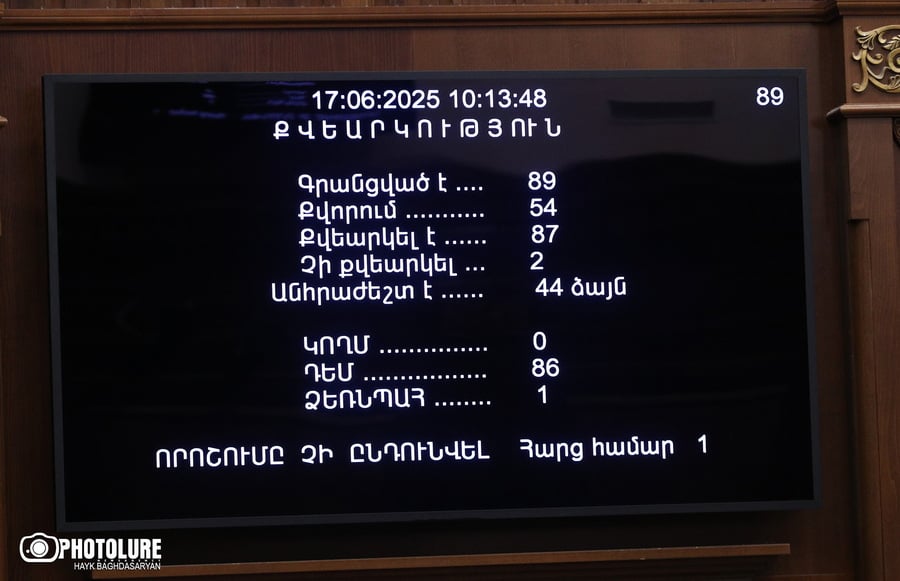 17:06:2025 10:13:48 89
ՔՎԵԱՐԿՈՒԹՅՈՒՆ
Գրանցված է .... 89
Քվորում ........... 54
Քվեարկել է ...... 87
Չի քվեարկել ... 2
Անհրաժեշտ է ...... 44 ձայն
ԿՈՂՄ ............... 0
ԴԵՄ ................. 86
ՁԵՌՆՊԱՀ ........ 1
ՈՐՈՇՈՒՄԸ ՉԻ ԸՆԴՈՒՆՎԵԼ Հարց համար 1
PHOTOLURE
HAYK BAGHDASARYAN